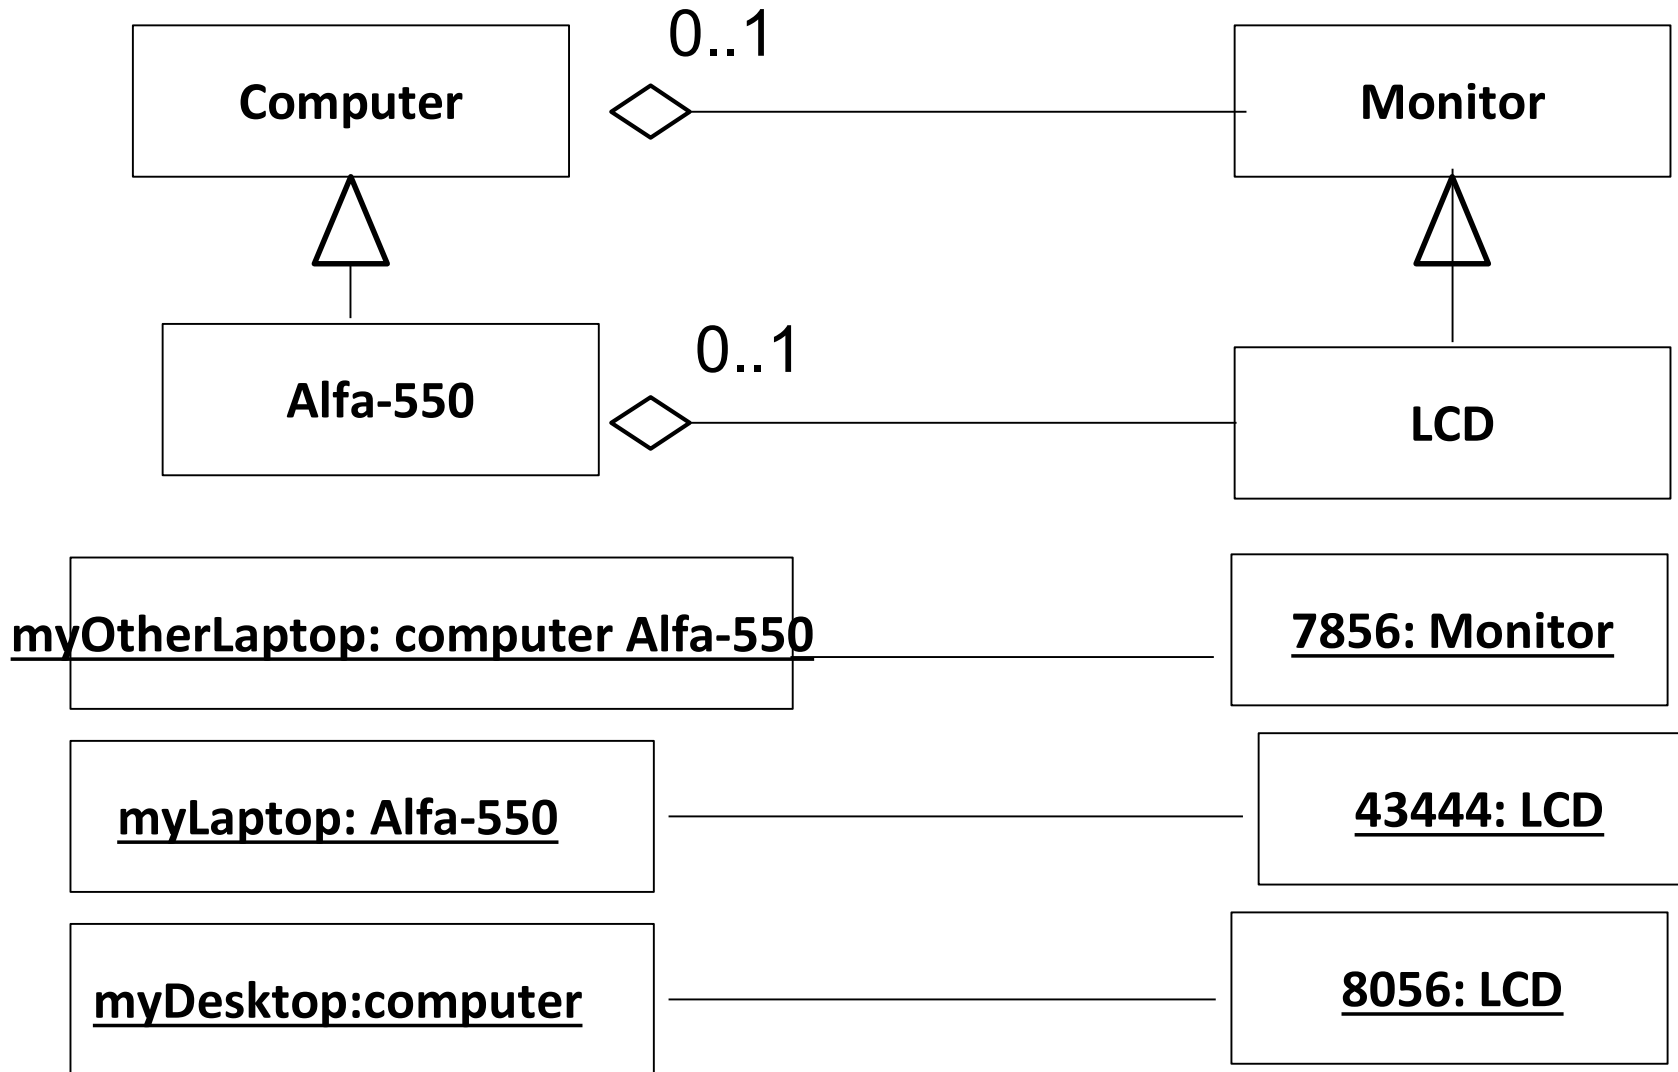 0..1
Computer
Monitor
0..1
Alfa-550
LCD
myOtherLaptop: computer Alfa-550
7856: Monitor
myLaptop: Alfa-550
43444: LCD
myDesktop:computer
8056: LCD